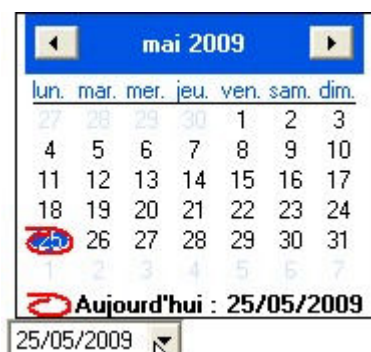 mai 2009
lun. mar. mer. jeu. ven. sam. dim.
27 28 29 30 1 2 3
4 5 6 7 8 9 10
11 12 13 14 15 16 17
18 19 20 21 22 23 24
25 26 27 28 29 30 31
1 2 3 4 5 6 7
Aujourd'hui : 25/05/2009
25/05/2009